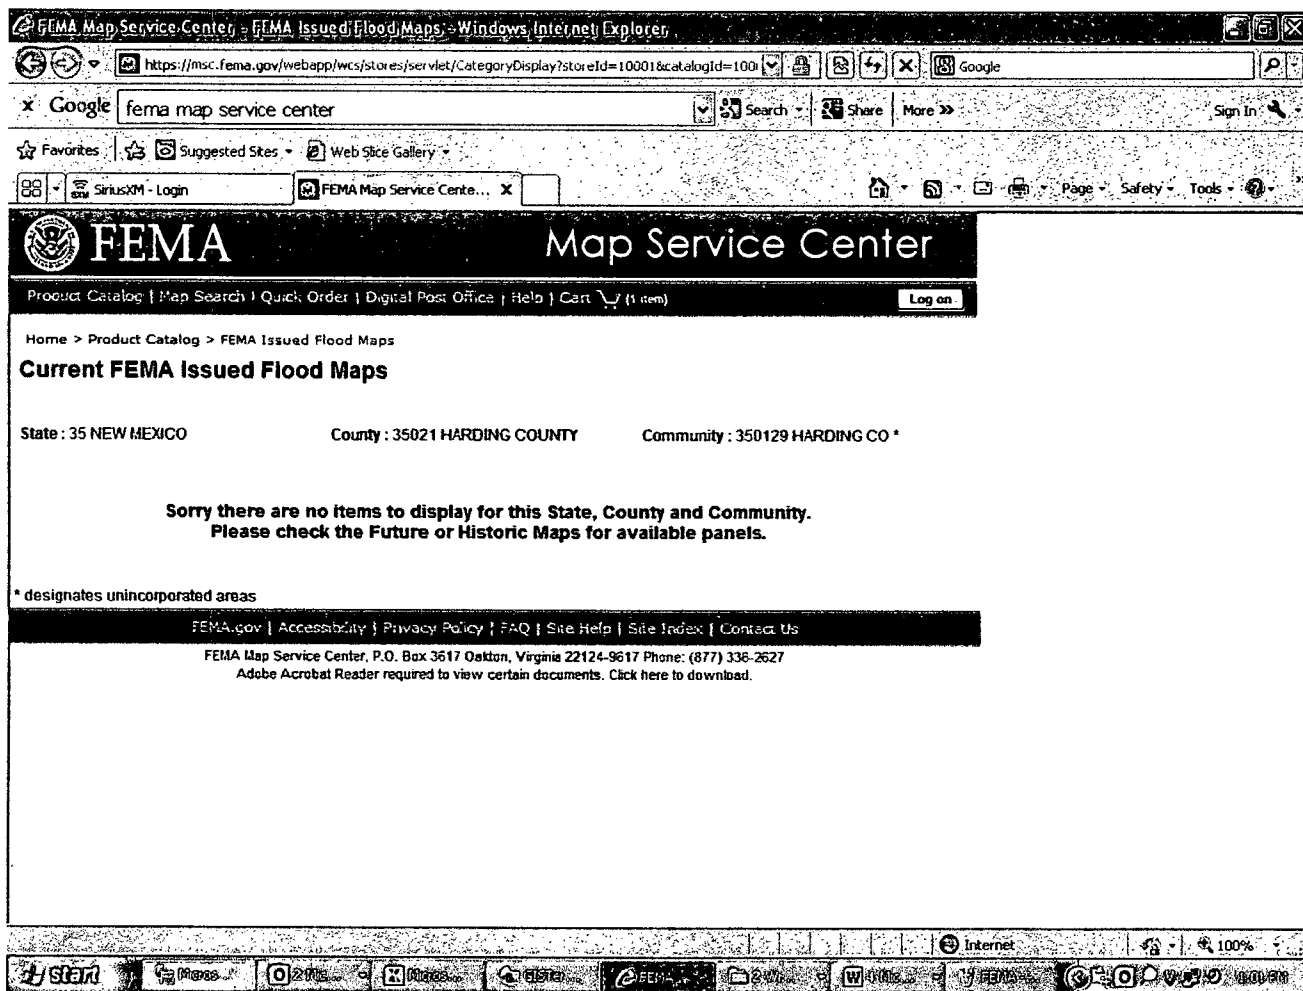 FEMA Map Service Center - FEMA Issued Flood Maps - Windows Internet Explorer
https://msc.fema.gov/webapp/wcs/stores/servlet/CategoryDisplay?storeId=10001&catalogId=100
Google
x Google fema map service center Search Share More >> Sign In
Favorites Suggested Sites Web Slice Gallery
SiriusXM - Login FEMA Map Service Cente... X Page Safety Tools
FEMA Map Service Center
Product Catalog | Map Search | Quick Order | Digital Post Office | Help | Cart (1 item) Log on
Home > Product Catalog > FEMA Issued Flood Maps
Current FEMA Issued Flood Maps
State : 35 NEW MEXICO County : 35021 HARDING COUNTY Community : 350129 HARDING CO *
Sorry there are no items to display for this State, County and Community.
Please check the Future or Historic Maps for available panels.
* designates unincorporated areas
FEMA.gov | Accessibility | Privacy Policy | FAQ | Site Help | Site Index | Contact Us
FEMA Map Service Center, P.O. Box 3617 Oakton, Virginia 22124-9617 Phone: (877) 336-2627
Adobe Acrobat Reader required to view certain documents. Click here to download.
Internet 100%
start